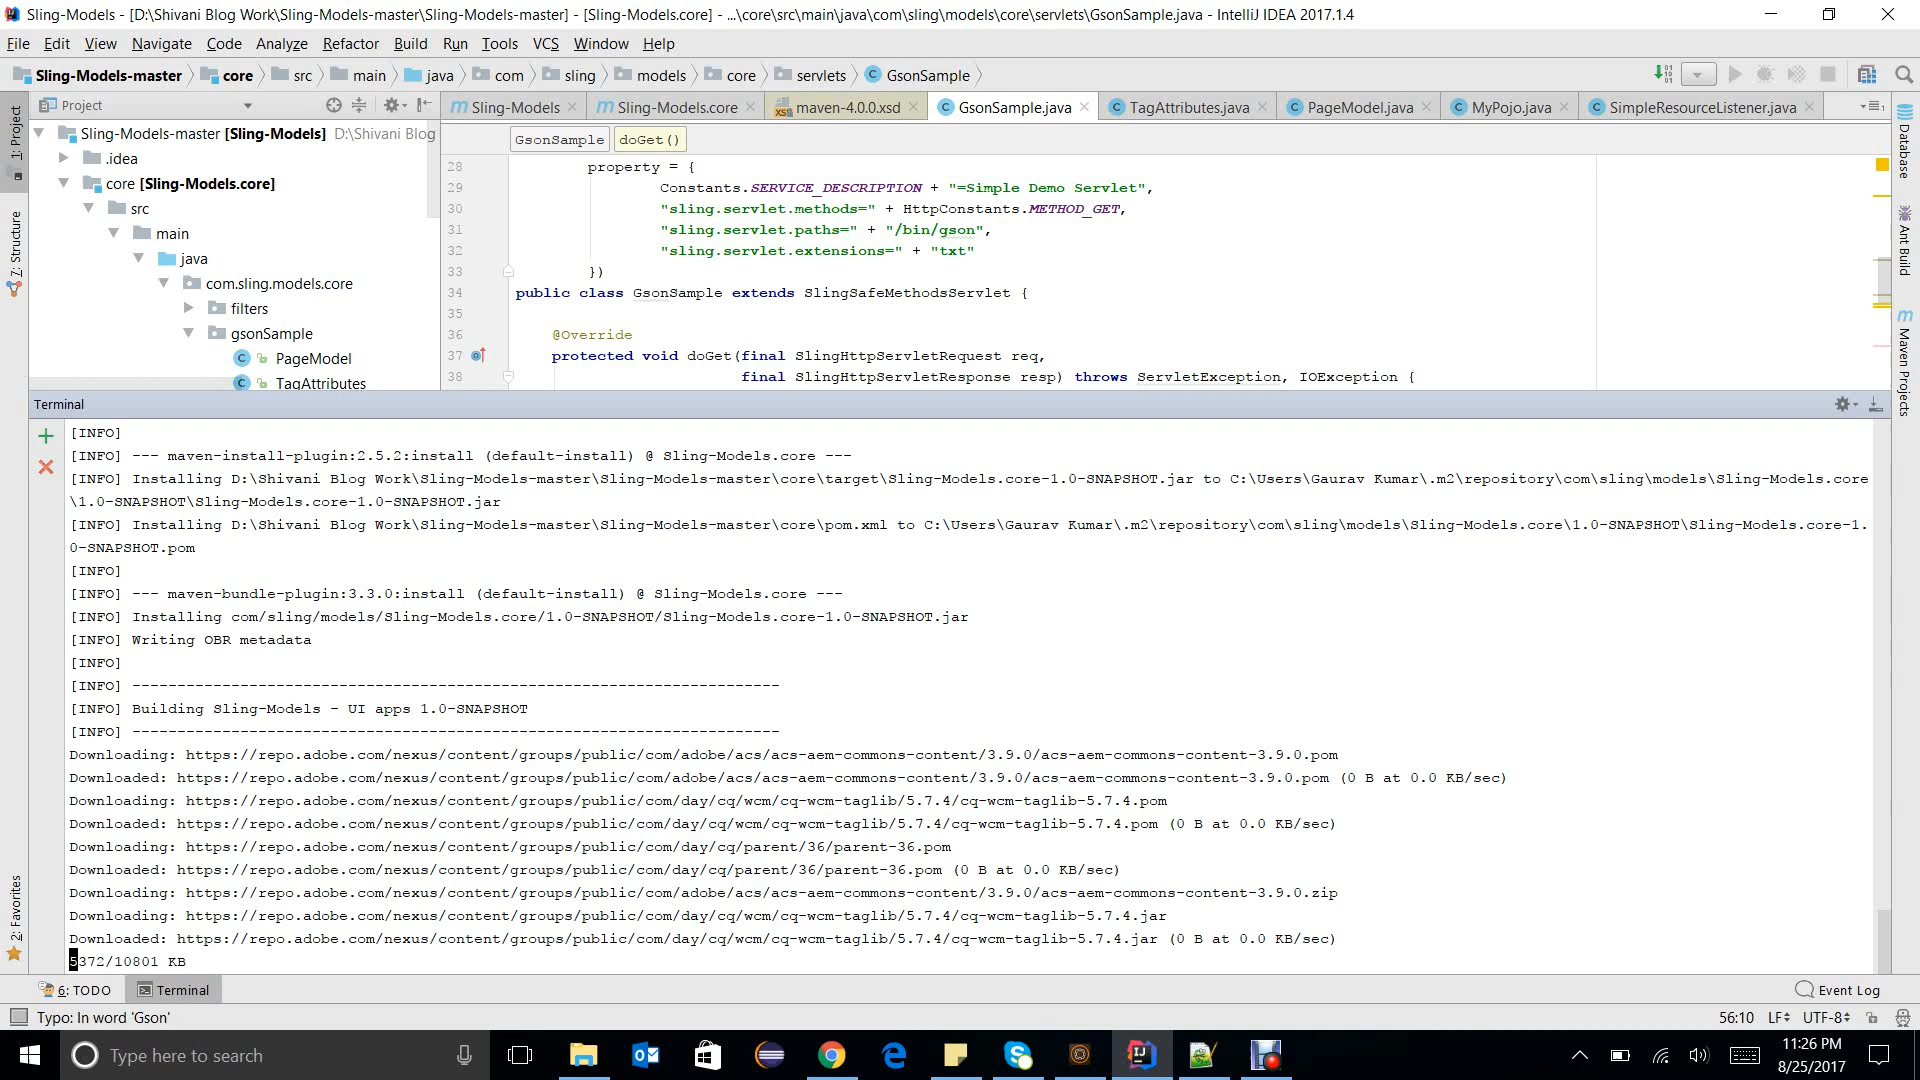 Sling-Models - [D:\Shivani Blog Work\Sling-Models-master\Sling-Models-master] - [Sling-Models.core] - ...\core\src\main\java\com\sling\models\core\servlets\GsonSample.java - IntelliJ IDEA 2017.1.4
File Edit View Navigate Code Analyze Refactor Build Run Tools VCS Window Help
Sling-Models-master core src main java com sling models core servlets GsonSample
Project
Sling-Models Sling-Models.core maven-4.0.0.xsd GsonSample.java TagAttributes.java PageModel.java MyPojo.java SimpleResourceListener.java
1: Project
7: Structure
2: Favorites
Sling-Models-master [Sling-Models] D:\Shivani Blog
.idea
core [Sling-Models.core]
src
main
java
com.sling.models.core
filters
gsonSample
PageModel
TagAttributes
GsonSample doGet()
28 property = {
29 Constants.SERVICE_DESCRIPTION + "=Simple Demo Servlet",
30 "sling.servlet.methods=" + HttpConstants.METHOD_GET,
31 "sling.servlet.paths=" + "/bin/gson",
32 "sling.servlet.extensions=" + "txt"
33 })
34 public class GsonSample extends SlingSafeMethodsServlet {
35
36 @Override
37 protected void doGet(final SlingHttpServletRequest req,
38 final SlingHttpServletResponse resp) throws ServletException, IOException {
Database
Ant Build
Maven Projects
Terminal
[INFO]
[INFO] --- maven-install-plugin:2.5.2:install (default-install) @ Sling-Models.core ---
[INFO] Installing D:\Shivani Blog Work\Sling-Models-master\Sling-Models-master\core\target\Sling-Models.core-1.0-SNAPSHOT.jar to C:\Users\Gaurav Kumar\.m2\repository\com\sling\models\Sling-Models.core
\1.0-SNAPSHOT\Sling-Models.core-1.0-SNAPSHOT.jar
[INFO] Installing D:\Shivani Blog Work\Sling-Models-master\Sling-Models-master\core\pom.xml to C:\Users\Gaurav Kumar\.m2\repository\com\sling\models\Sling-Models.core\1.0-SNAPSHOT\Sling-Models.core-1.
0-SNAPSHOT.pom
[INFO]
[INFO] --- maven-bundle-plugin:3.3.0:install (default-install) @ Sling-Models.core ---
[INFO] Installing com/sling/models/Sling-Models.core/1.0-SNAPSHOT/Sling-Models.core-1.0-SNAPSHOT.jar
[INFO] Writing OBR metadata
[INFO]
[INFO] ------------------------------------------------------------------------
[INFO] Building Sling-Models - UI apps 1.0-SNAPSHOT
[INFO] ------------------------------------------------------------------------
Downloading: https://repo.adobe.com/nexus/content/groups/public/com/adobe/acs/acs-aem-commons-content/3.9.0/acs-aem-commons-content-3.9.0.pom
Downloaded: https://repo.adobe.com/nexus/content/groups/public/com/adobe/acs/acs-aem-commons-content/3.9.0/acs-aem-commons-content-3.9.0.pom (0 B at 0.0 KB/sec)
Downloading: https://repo.adobe.com/nexus/content/groups/public/com/day/cq/wcm/cq-wcm-taglib/5.7.4/cq-wcm-taglib-5.7.4.pom
Downloaded: https://repo.adobe.com/nexus/content/groups/public/com/day/cq/wcm/cq-wcm-taglib/5.7.4/cq-wcm-taglib-5.7.4.pom (0 B at 0.0 KB/sec)
Downloading: https://repo.adobe.com/nexus/content/groups/public/com/day/cq/parent/36/parent-36.pom
Downloaded: https://repo.adobe.com/nexus/content/groups/public/com/day/cq/parent/36/parent-36.pom (0 B at 0.0 KB/sec)
Downloading: https://repo.adobe.com/nexus/content/groups/public/com/adobe/acs/acs-aem-commons-content/3.9.0/acs-aem-commons-content-3.9.0.zip
Downloading: https://repo.adobe.com/nexus/content/groups/public/com/day/cq/wcm/cq-wcm-taglib/5.7.4/cq-wcm-taglib-5.7.4.jar
Downloaded: https://repo.adobe.com/nexus/content/groups/public/com/day/cq/wcm/cq-wcm-taglib/5.7.4/cq-wcm-taglib-5.7.4.jar (0 B at 0.0 KB/sec)
5372/10801 KB
6: TODO Terminal Event Log
Typo: In word 'Gson' 56:10 LF UTF-8
Type here to search
11:26 PM
8/25/2017